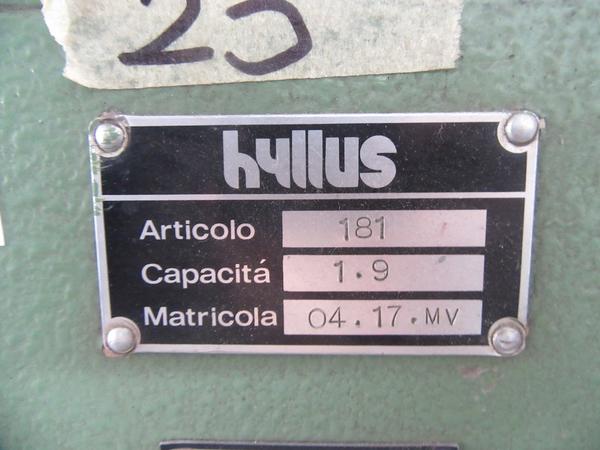 25
hyllus
Articolo 181
Capacitá 1.9
Matricola 04.17.MV